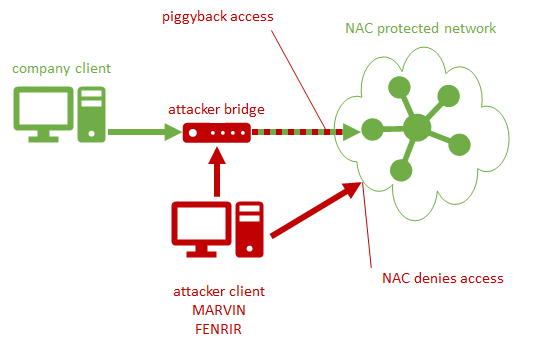 piggyback access
NAC protected network
company client
attacker bridge
NAC denies access
attacker client
MARVIN
FENRIR